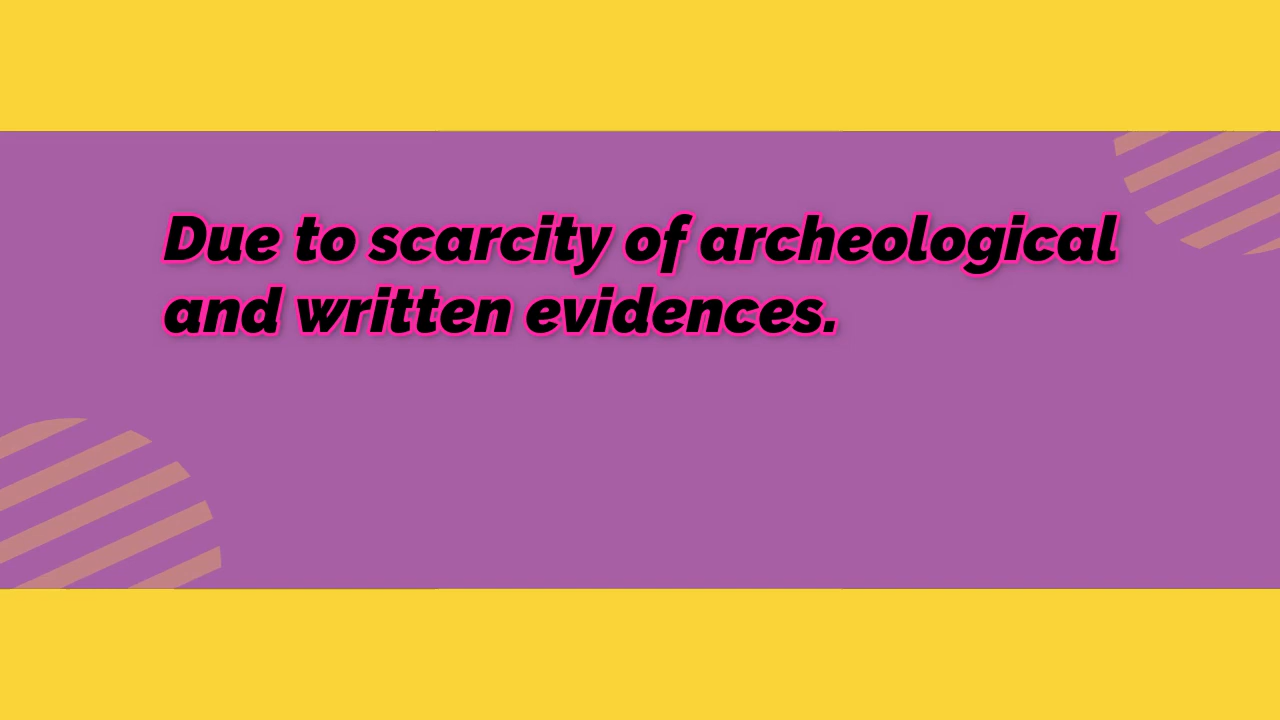 Due to scarcity of archeological
and written evidences.